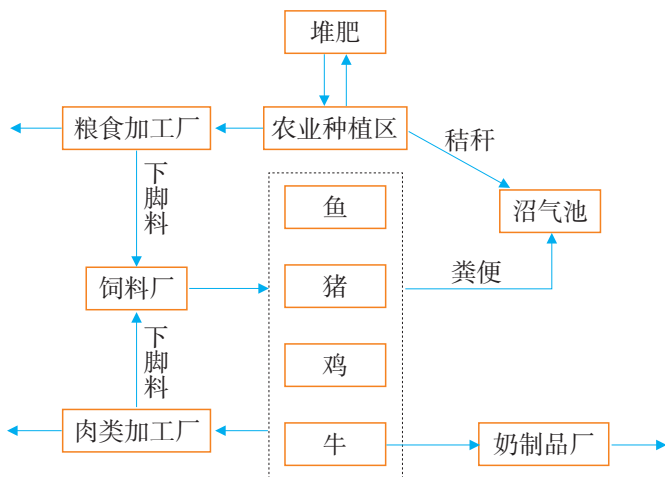 堆肥
粮食加工厂
农业种植区
秸秆
下脚料
鱼
沼气池
饲料厂
猪
粪便
下脚料
鸡
肉类加工厂
牛
奶制品厂